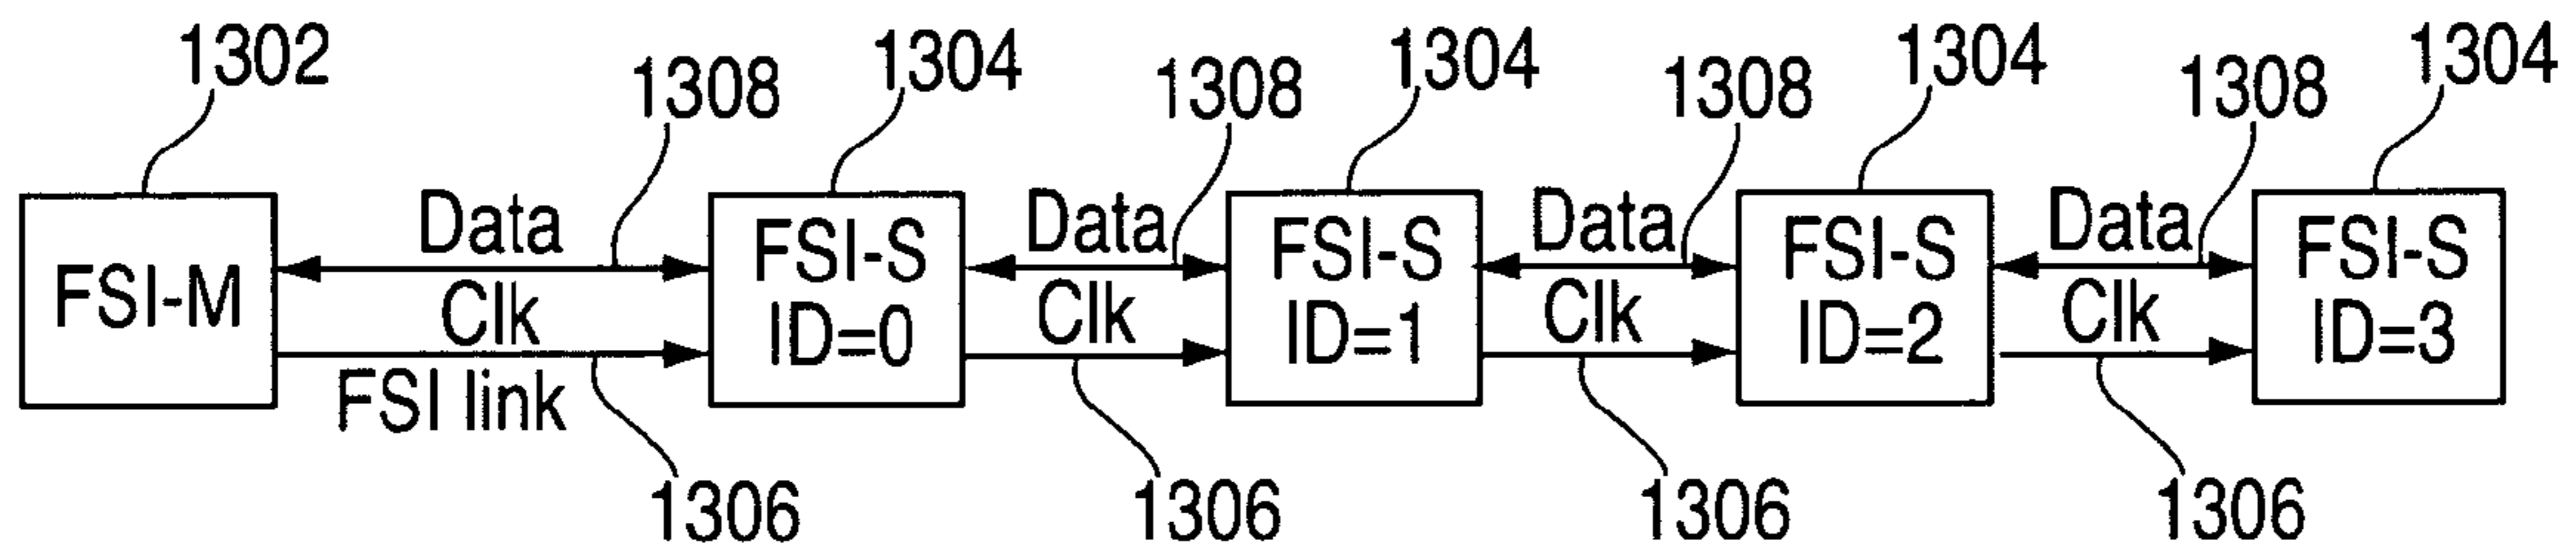 1302
1308
1304
1308
1304
1308
1304
1308
1304
FSI-M
Data
Clk
FSI link
FSI-S
ID=0
Data
Clk
FSI-S
ID=1
Data
Clk
FSI-S
ID=2
Data
Clk
FSI-S
ID=3
1306
1306
1306
1306